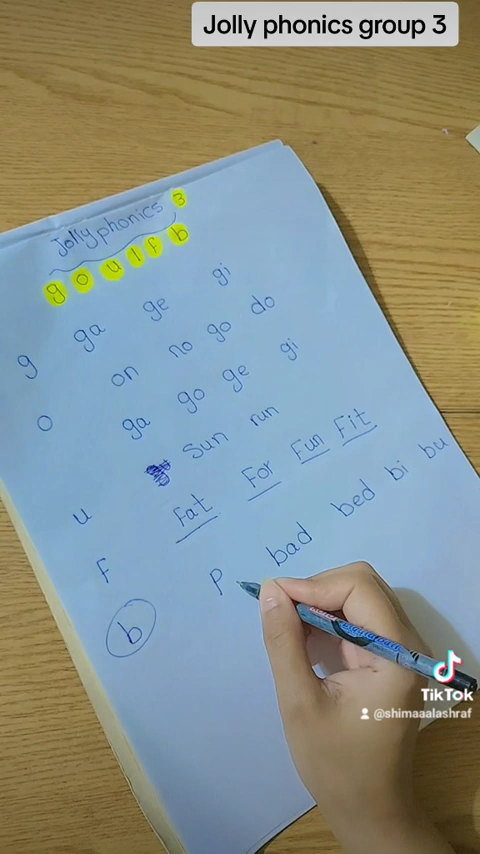 Jolly phonics group 3
Jolly phonics 3
g o u l f b
g ga ge gi
o on no go do
ga go ge gi
u sun run
F Fat For Fun Fit
b p bad bed bi bu
TikTok
@shimaaalashraf